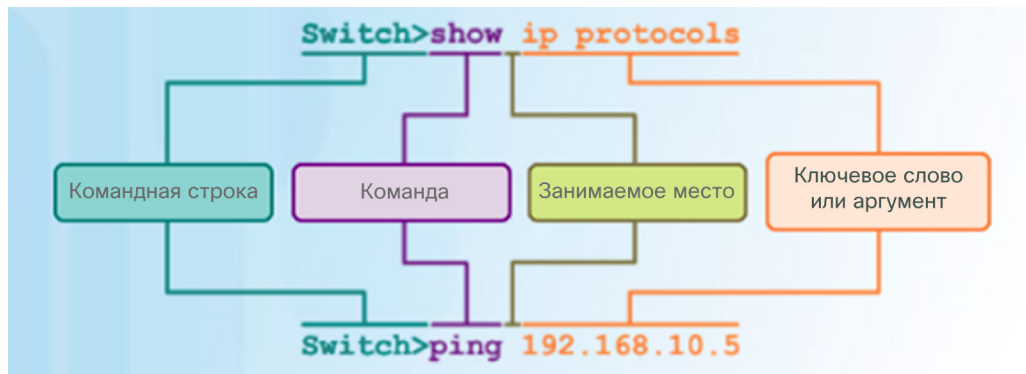 Switch>show ip protocols
Командная строка
Команда
Занимаемое место
Ключевое слово
или аргумент
Switch>ping 192.168.10.5